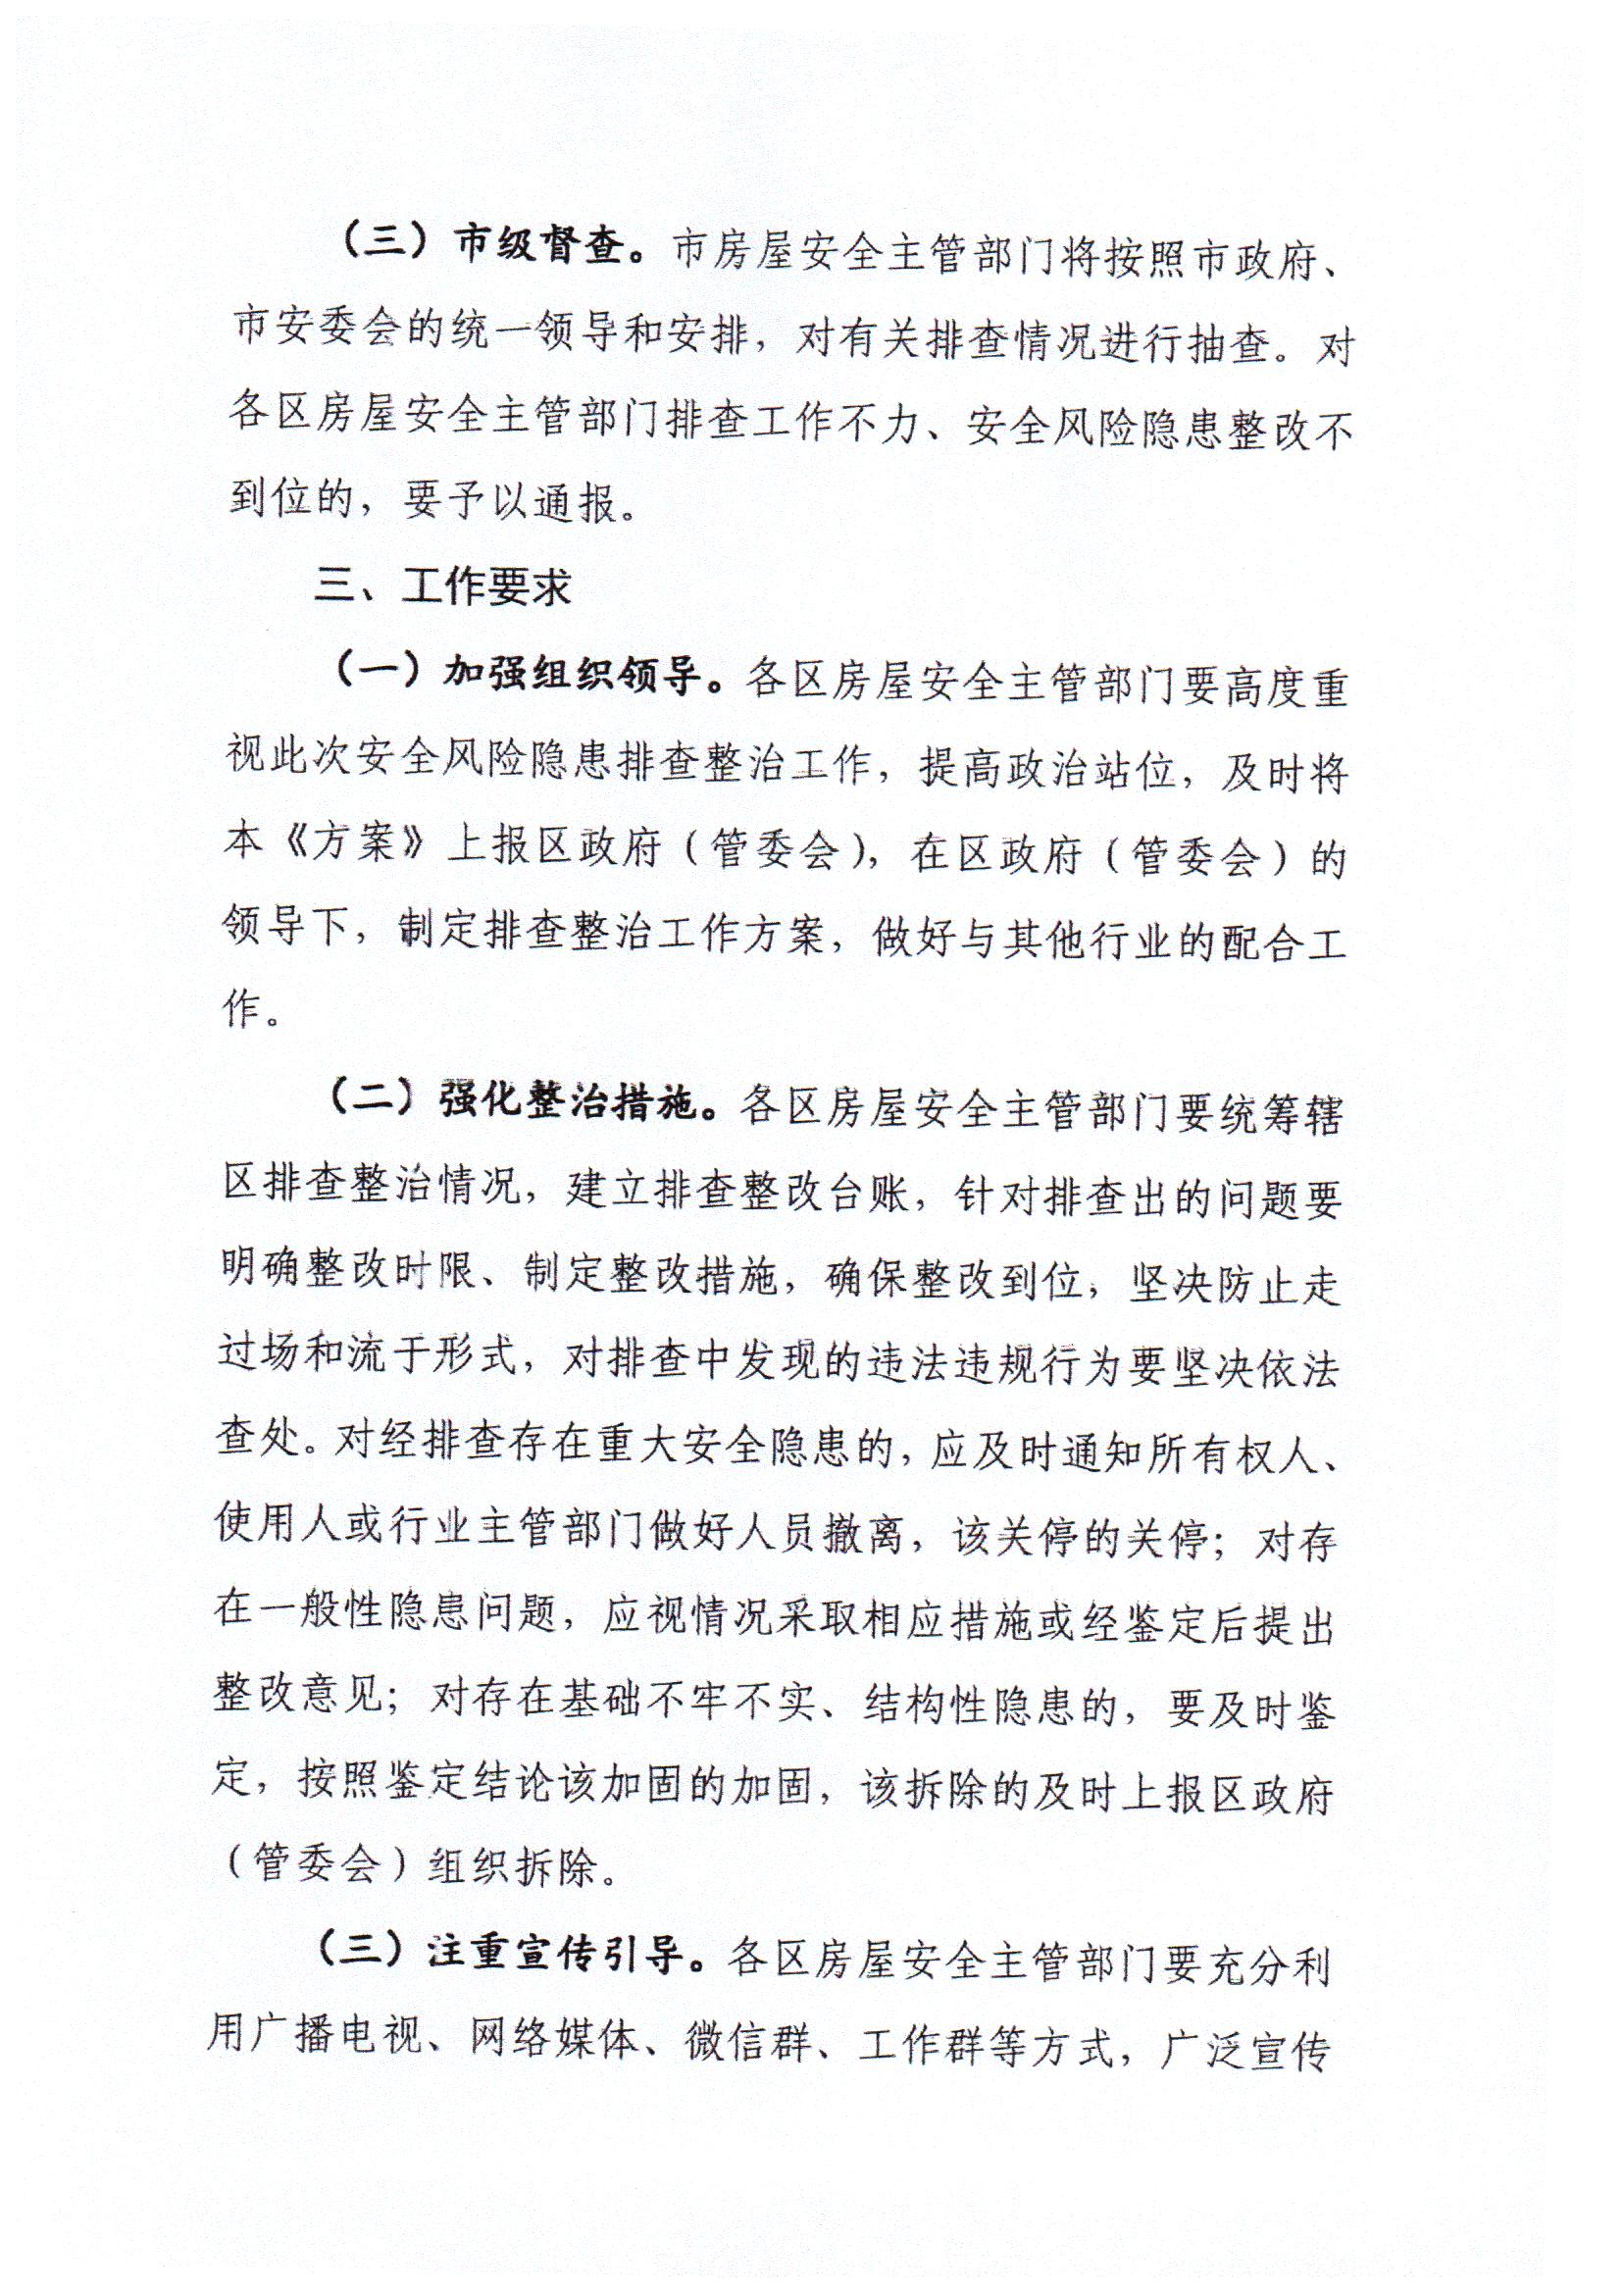 （三）市级督查。市房屋安全主管部门将按照市政府、
市安委会的统一领导和安排，对有关排查情况进行抽查。对
各区房屋安全主管部门排查工作不力、安全风险隐患整改不
到位的，要予以通报。
三、工作要求
（一）加强组织领导。各区房屋安全主管部门要高度重
视此次安全风险隐患排查整治工作，提高政治站位，及时将
本《方案》上报区政府（管委会），在区政府（管委会）的
领导下，制定排查整治工作方案，做好与其他行业的配合工
作。
（二）强化整治措施。各区房屋安全主管部门要统筹辖
区排查整治情况，建立排查整改台账，针对排查出的问题要
明确整改时限、制定整改措施，确保整改到位，坚决防止走
过场和流于形式，对排查中发现的违法违规行为要坚决依法
查处。对经排查存在重大安全隐患的，应及时通知所有权人、
使用人或行业主管部门做好人员撤离，该关停的关停；对存
在一般性隐患问题，应视情况采取相应措施或经鉴定后提出
整改意见；对存在基础不牢不实、结构性隐患的，要及时鉴
定，按照鉴定结论该加固的加固，该拆除的及时上报区政府
（管委会）组织拆除。
（三）注重宣传引导。各区房屋安全主管部门要充分利
用广播电视、网络媒体、微信群、工作群等方式，广泛宣传